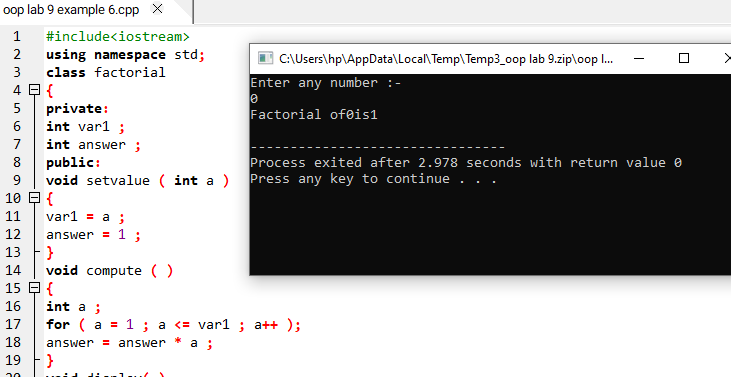 oop lab 9 example 6.cpp
1 #include<iostream>
2 using namespace std;
3 class factorial
4 {
5 private:
6 int var1 ;
7 int answer ;
8 public:
9 void setvalue ( int a )
10 {
11 var1 = a ;
12 answer = 1 ;
13 }
14 void compute ( )
15 {
16 int a ;
17 for ( a = 1 ; a <= var1 ; a++ );
18 answer = answer * a ;
19 }
20 void display( )
C:\Users\hp\AppData\Local\Temp\Temp3_oop lab 9.zip\oop l...
Enter any number :-
0
Factorial of0is1
--------------------------------
Process exited after 2.978 seconds with return value 0
Press any key to continue . . .